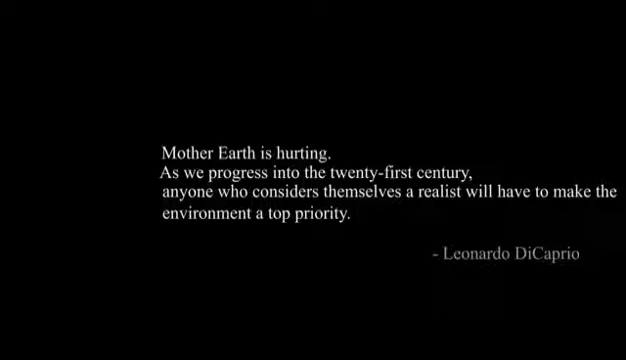 Mother Earth is hurting.
As we progress into the twenty-first century,
anyone who considers themselves a realist will have to make the
environment a top priority.
- Leonardo DiCaprio